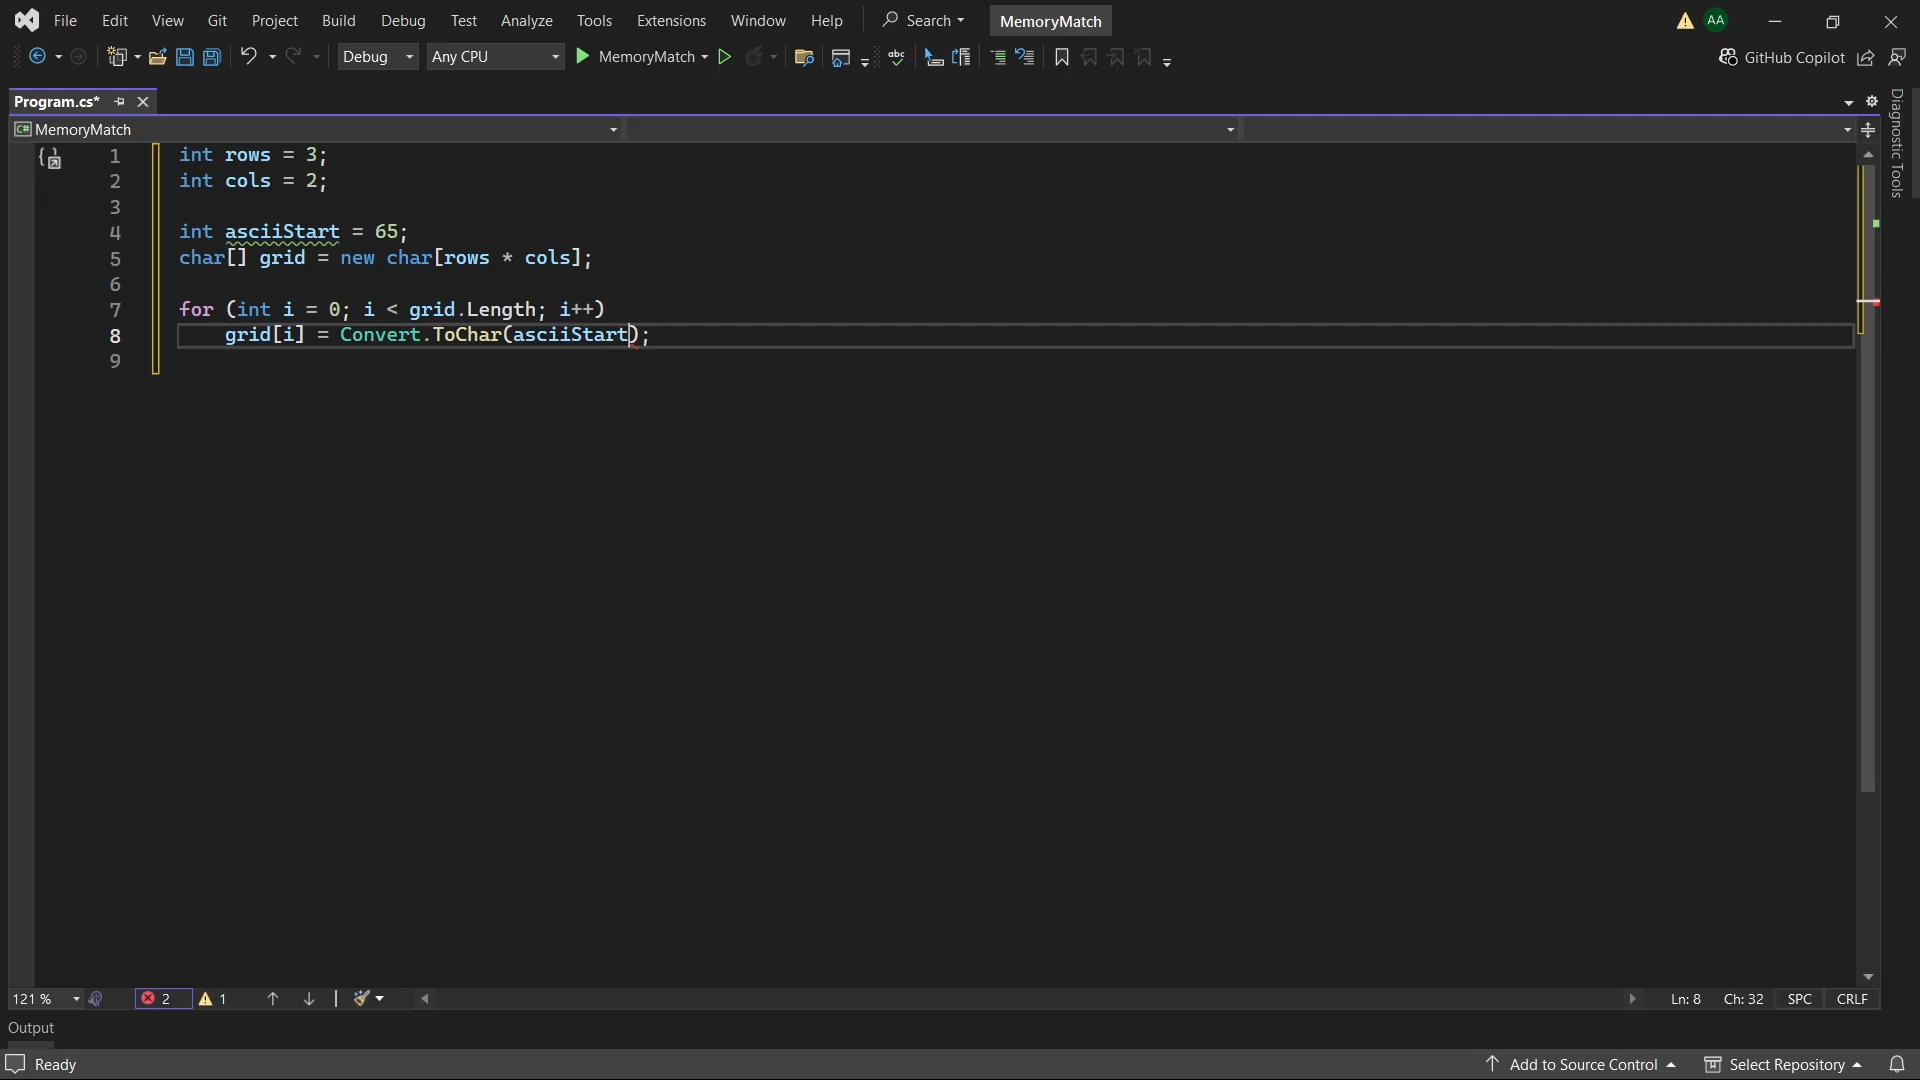 File Edit View Git Project Build Debug Test Analyze Tools Extensions Window Help Search MemoryMatch AA
Debug Any CPU MemoryMatch abc GitHub Copilot
Program.cs*
C# MemoryMatch
Diagnostic Tools
1 int rows = 3;
2 int cols = 2;
3
4 int asciiStart = 65;
5 char[] grid = new char[rows * cols];
6
7 for (int i = 0; i < grid.Length; i++)
8 grid[i] = Convert.ToChar(asciiStart);
9
121 % 2 1 Ln: 8 Ch: 32 SPC CRLF
Output
Ready Add to Source Control Select Repository